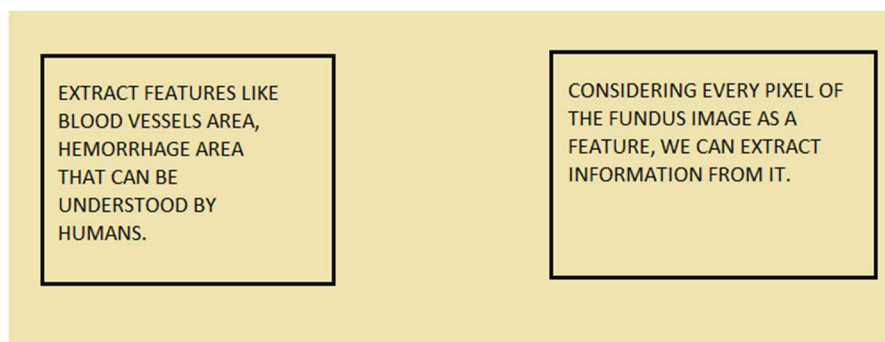 EXTRACT FEATURES LIKE
BLOOD VESSELS AREA,
HEMORRHAGE AREA
THAT CAN BE
UNDERSTOOD BY
HUMANS.
CONSIDERING EVERY PIXEL OF
THE FUNDUS IMAGE AS A
FEATURE, WE CAN EXTRACT
INFORMATION FROM IT.